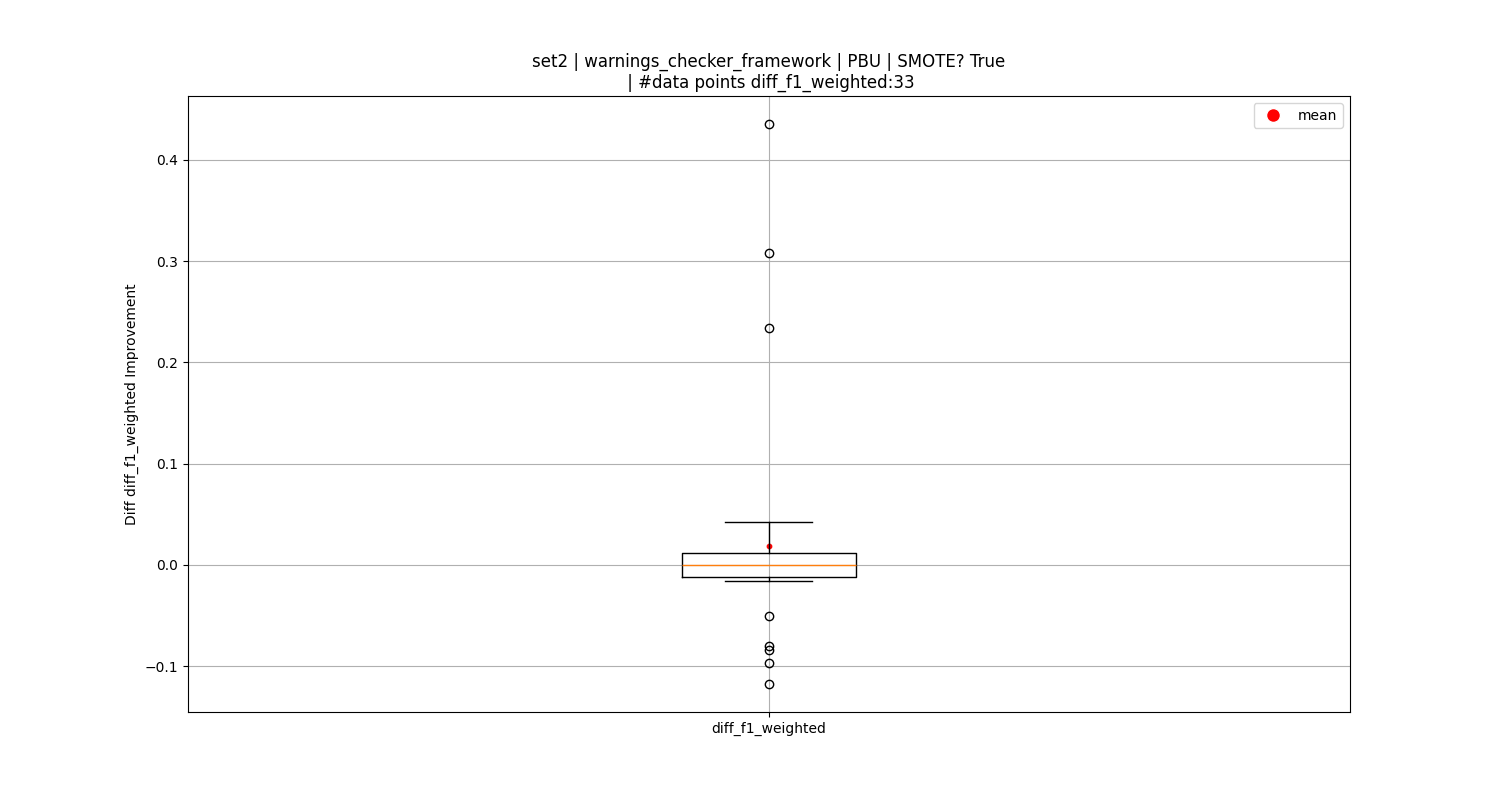 set2 | warnings_checker_framework | PBU | SMOTE? True
| #data points diff_f1_weighted:33
mean
0.4
0.3
0.2
0.1
0.0
−0.1
Diff diff_f1_weighted Improvement
diff_f1_weighted